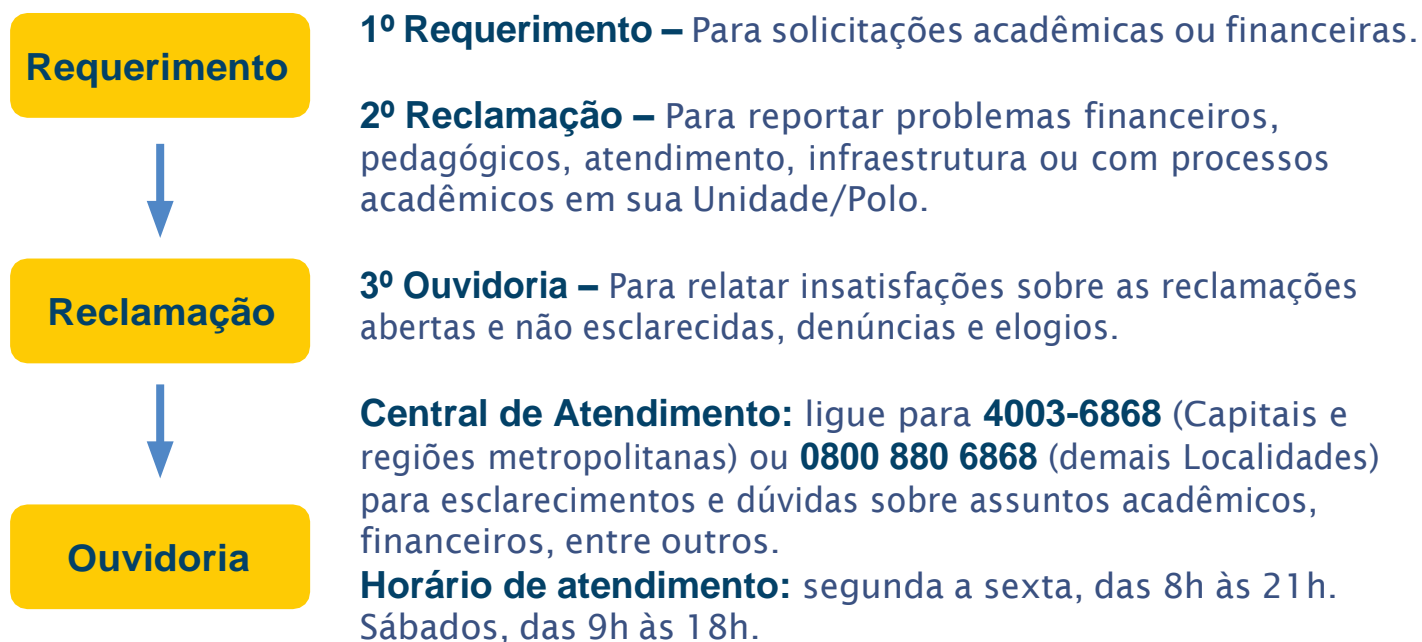 Requerimento
Reclamação
Ouvidoria
1º Requerimento – Para solicitações acadêmicas ou financeiras.
2º Reclamação – Para reportar problemas financeiros,
pedagógicos, atendimento, infraestrutura ou com processos
acadêmicos em sua Unidade/Polo.
3º Ouvidoria – Para relatar insatisfações sobre as reclamações
abertas e não esclarecidas, denúncias e elogios.
Central de Atendimento: ligue para 4003-6868 (Capitais e
regiões metropolitanas) ou 0800 880 6868 (demais Localidades)
para esclarecimentos e dúvidas sobre assuntos acadêmicos,
financeiros, entre outros.
Horário de atendimento: segunda a sexta, das 8h às 21h.
Sábados, das 9h às 18h.